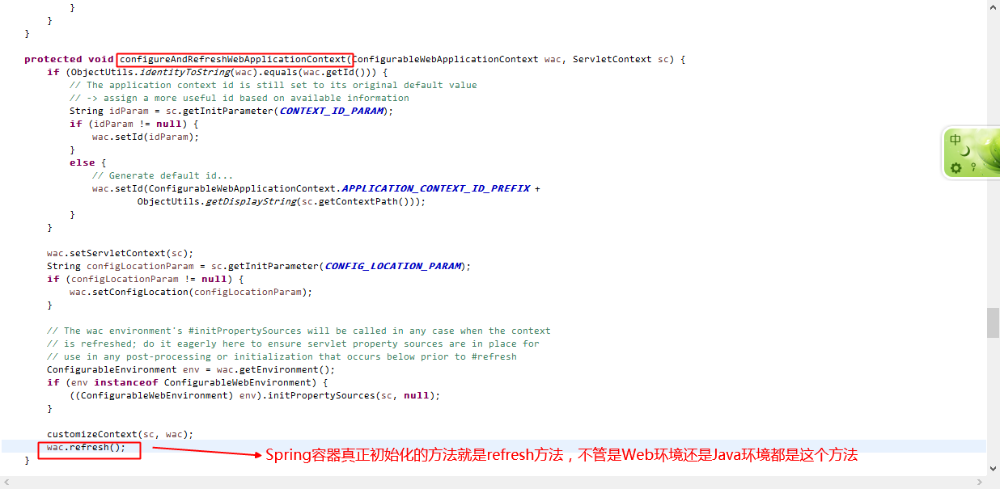 }
    }
}

protected void configureAndRefreshWebApplicationContext(ConfigurableWebApplicationContext wac, ServletContext sc) {
    if (ObjectUtils.identityToString(wac).equals(wac.getId())) {
        // The application context id is still set to its original default value
        // -> assign a more useful id based on available information
        String idParam = sc.getInitParameter(CONTEXT_ID_PARAM);
        if (idParam != null) {
            wac.setId(idParam);
        }
        else {
            // Generate default id...
            wac.setId(ConfigurableWebApplicationContext.APPLICATION_CONTEXT_ID_PREFIX +
                    ObjectUtils.getDisplayString(sc.getContextPath()));
        }
    }

    wac.setServletContext(sc);
    String configLocationParam = sc.getInitParameter(CONFIG_LOCATION_PARAM);
    if (configLocationParam != null) {
        wac.setConfigLocation(configLocationParam);
    }

    // The wac environment's #initPropertySources will be called in any case when the context
    // is refreshed; do it eagerly here to ensure servlet property sources are in place for
    // use in any post-processing or initialization that occurs below prior to #refresh
    ConfigurableEnvironment env = wac.getEnvironment();
    if (env instanceof ConfigurableWebEnvironment) {
        ((ConfigurableWebEnvironment) env).initPropertySources(sc, null);
    }

    customizeContext(sc, wac);
    wac.refresh();
Spring容器真正初始化的方法就是refresh方法，不管是Web环境还是Java环境都是这个方法
}
中